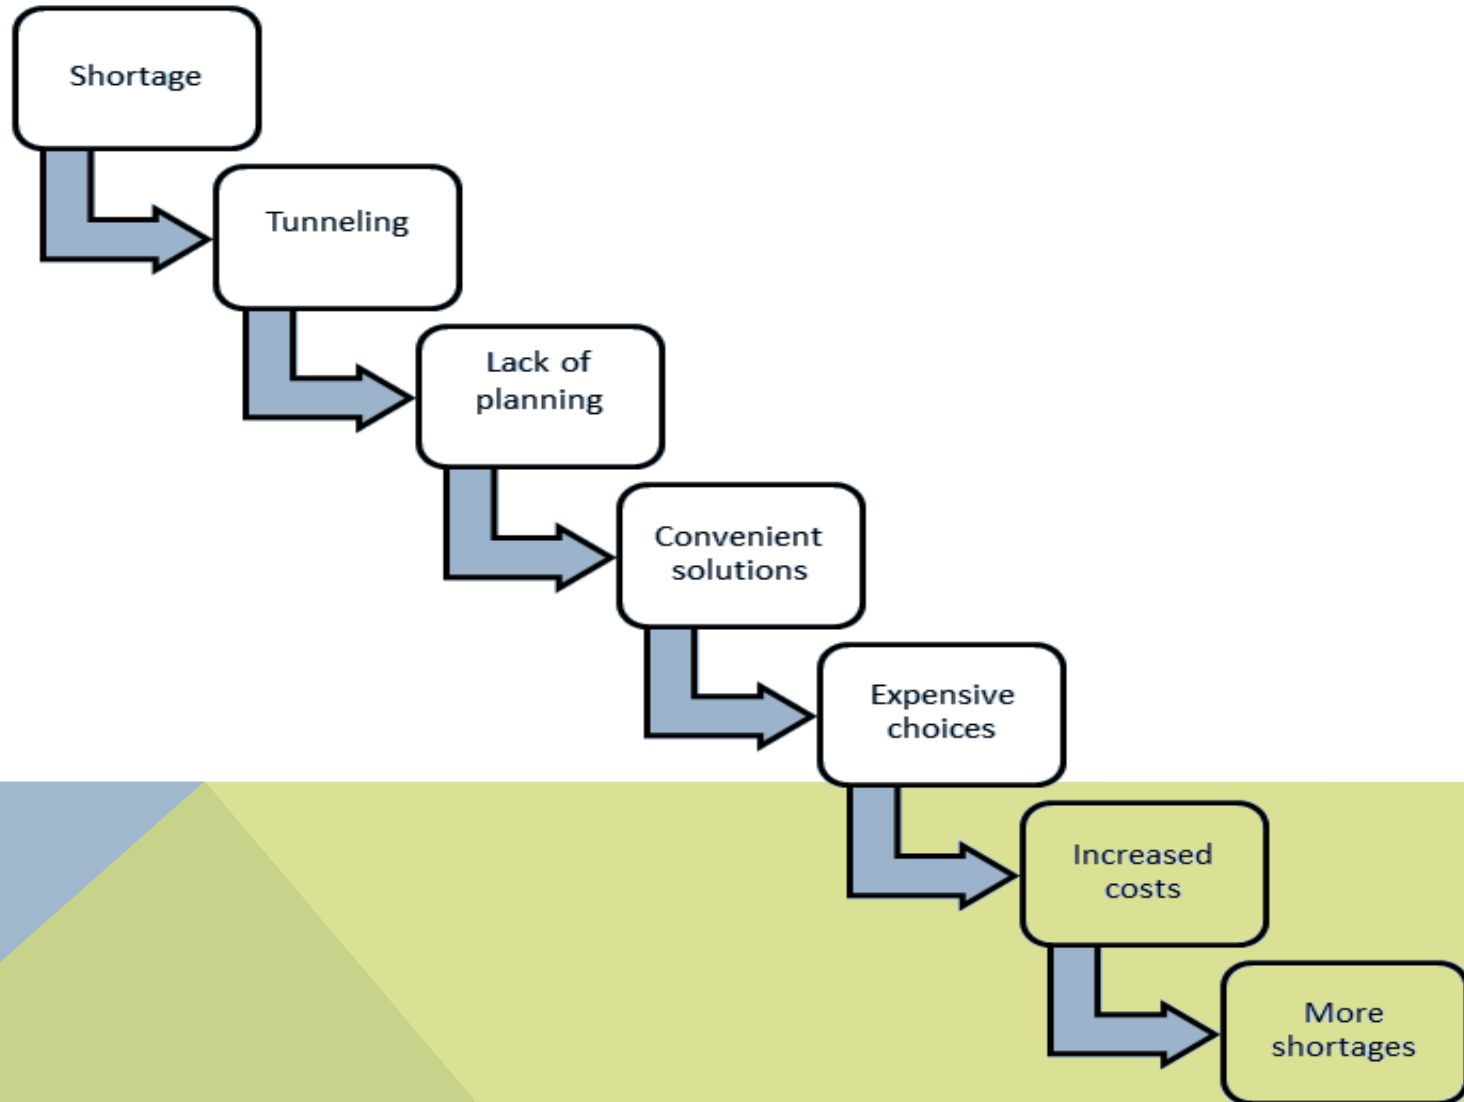 Shortage
Tunneling
Lack of
planning
Convenient
solutions
Expensive
choices
Increased
costs
More
shortages